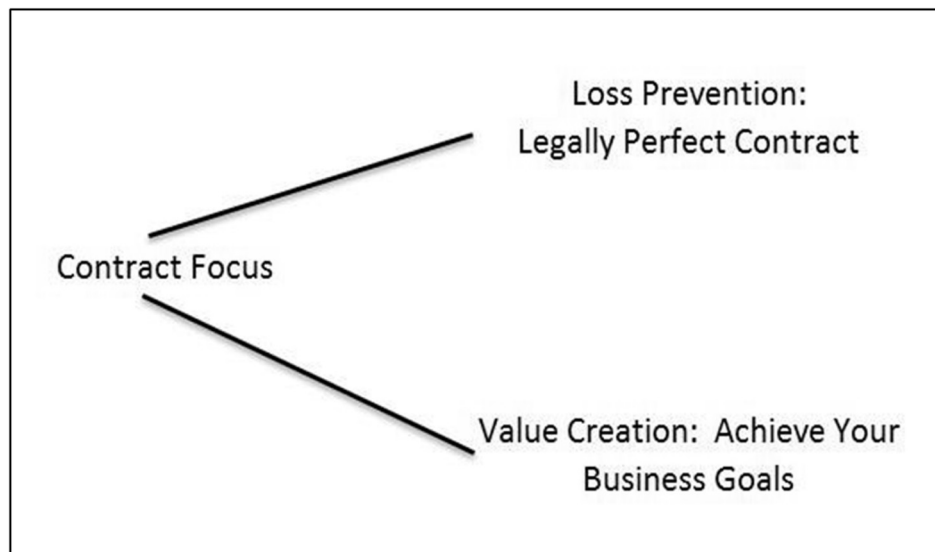 Loss Prevention:
Legally Perfect Contract
Contract Focus
Value Creation:  Achieve Your
Business Goals